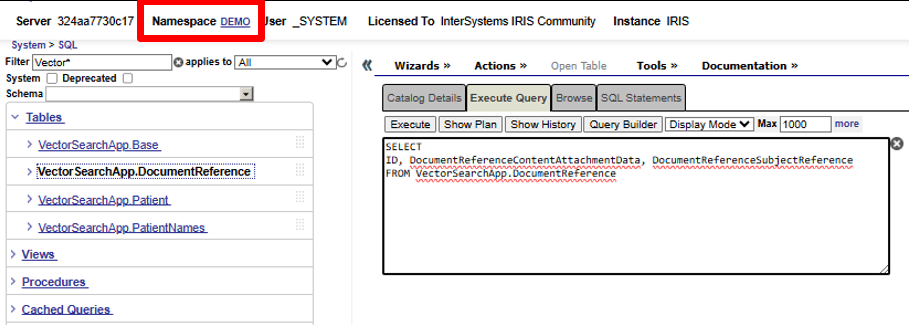 Server 324aa7730c17 Namespace DEMO User _SYSTEM Licensed To InterSystems IRIS Community Instance IRIS
System > SQL
Filter Vector* applies to All
System Deprecated
Schema
Tables
VectorSearchApp.Base
VectorSearchApp.DocumentReference
VectorSearchApp.Patient
VectorSearchApp.PatientNames
Views
Procedures
Cached Queries
Wizards » Actions » Open Table Tools » Documentation »
Catalog Details Execute Query Browse SQL Statements
Execute Show Plan Show History Query Builder Display Mode Max 1000 more
SELECT
ID, DocumentReferenceContentAttachmentData, DocumentReferenceSubjectReference
FROM VectorSearchApp.DocumentReference